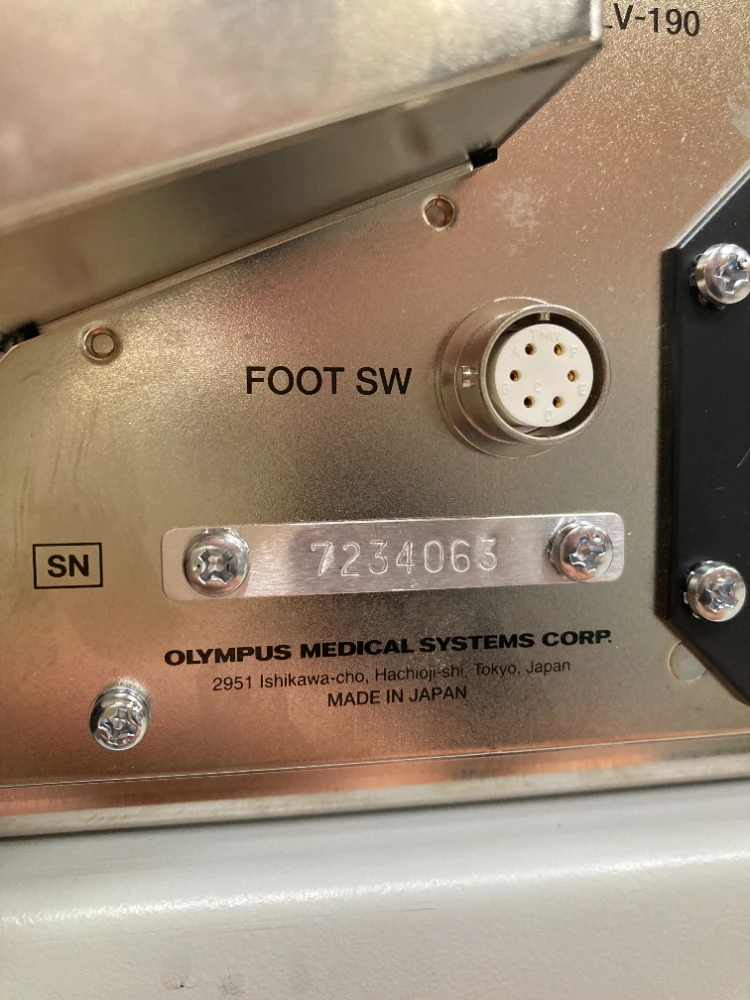 LV-190
FOOT SW
A F
B E
C
D
SN
7234063
OLYMPUS MEDICAL SYSTEMS CORP.
2951 Ishikawa-cho, Hachioji-shi, Tokyo, Japan
MADE IN JAPAN